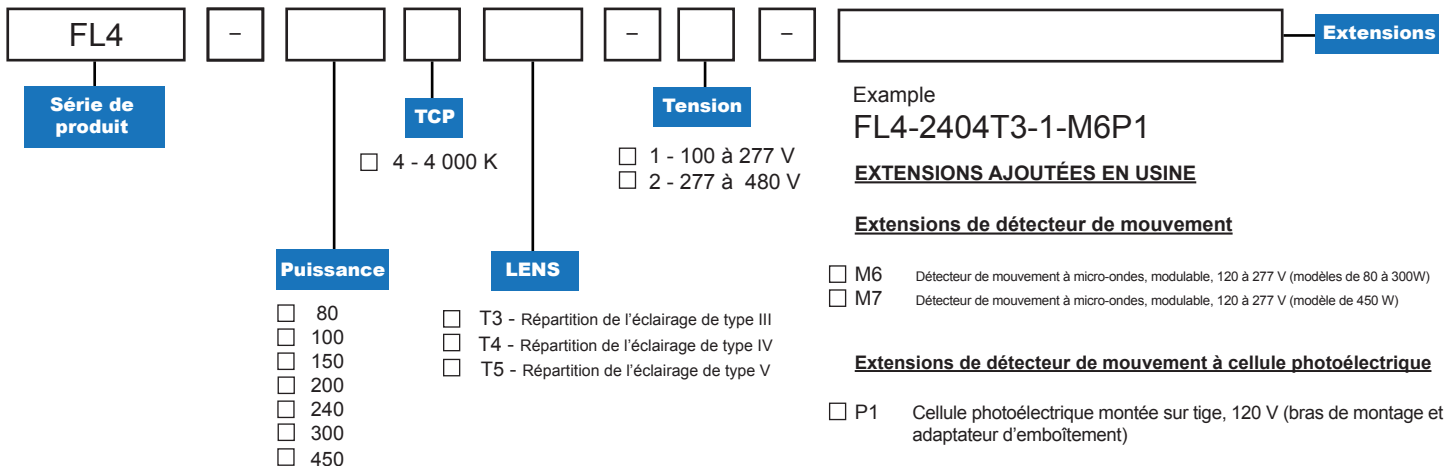 FL4 - - -
Extensions
Série de
produit
TCP
Tension
Example
FL4-2404T3-1-M6P1
4 - 4 000 K
1 - 100 à 277 V
2 - 277 à 480 V
EXTENSIONS AJOUTÉES EN USINE
Extensions de détecteur de mouvement
Puissance
LENS
M6 Détecteur de mouvement à micro-ondes, modulable, 120 à 277 V (modèles de 80 à 300W)
M7 Détecteur de mouvement à micro-ondes, modulable, 120 à 277 V (modèle de 450 W)
80
100
150
200
240
300
450
T3 - Répartition de l’éclairage de type III
T4 - Répartition de l’éclairage de type IV
T5 - Répartition de l’éclairage de type V
Extensions de détecteur de mouvement à cellule photoélectrique
P1 Cellule photoélectrique montée sur tige, 120 V (bras de montage et
adaptateur d’emboîtement)